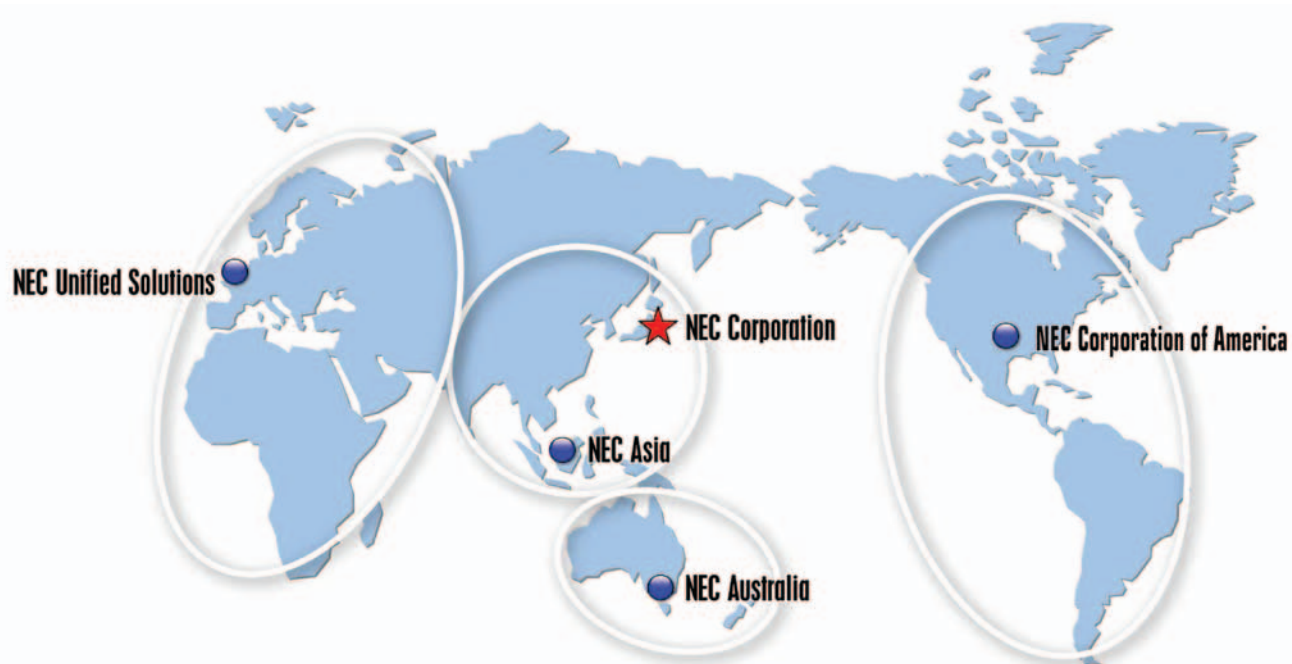 NEC Unified Solutions
NEC Corporation
NEC Corporation of America
NEC Asia
NEC Australia